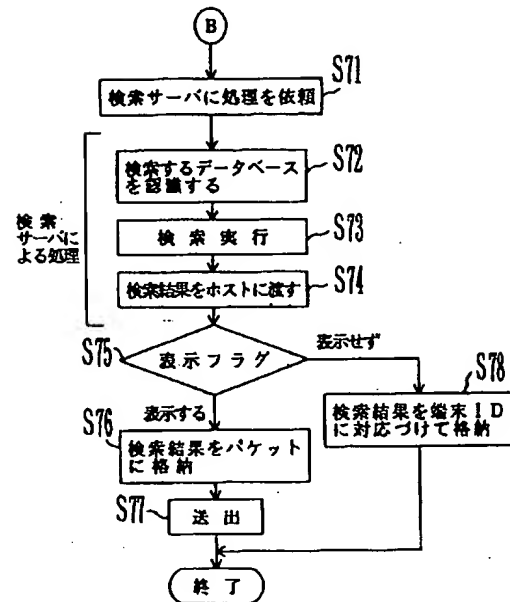 B
S71
検索サーバに処理を依頼
S72
検索するデータベース
を認識する
検索
サーバに
よる処理
検索実行
S73
検索結果をホストに渡す
S74
S75
表示フラグ
表示せず
表示する
S76
検索結果をパケット
に格納
S78
検索結果を端末ID
に対応づけて格納
S77
送出
終了